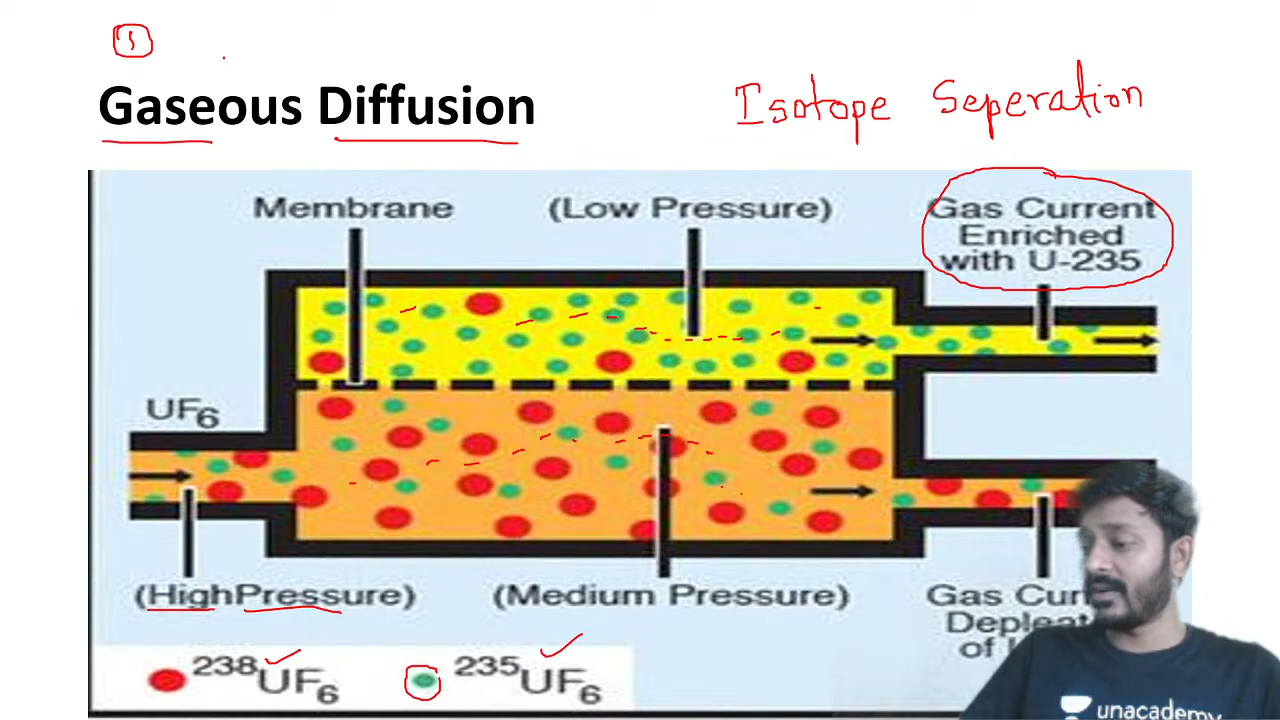 1
Gaseous Diffusion
Isotope Seperation
Membrane
(Low Pressure)
Gas Current
Enriched
with U-235
UF6
(HighPressure)
(Medium Pressure)
Gas
238UF6
235UF6
unacademy